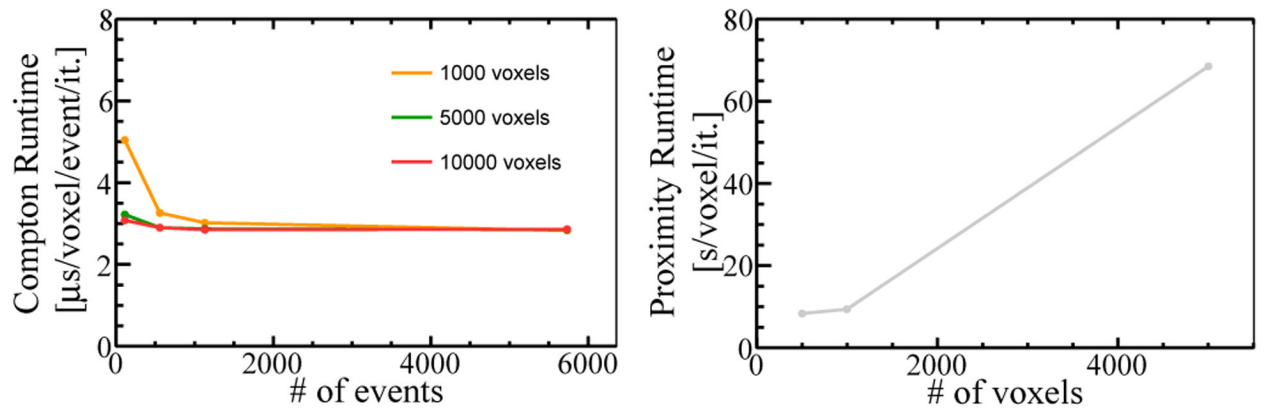 Compton Runtime
[µs/voxel/event/it.]
8
6
4
2
0
1000 voxels
5000 voxels
10000 voxels
0 2000 4000 6000
# of events
Proximity Runtime
[s/voxel/it.]
80
60
40
20
0
0 2000 4000
# of voxels